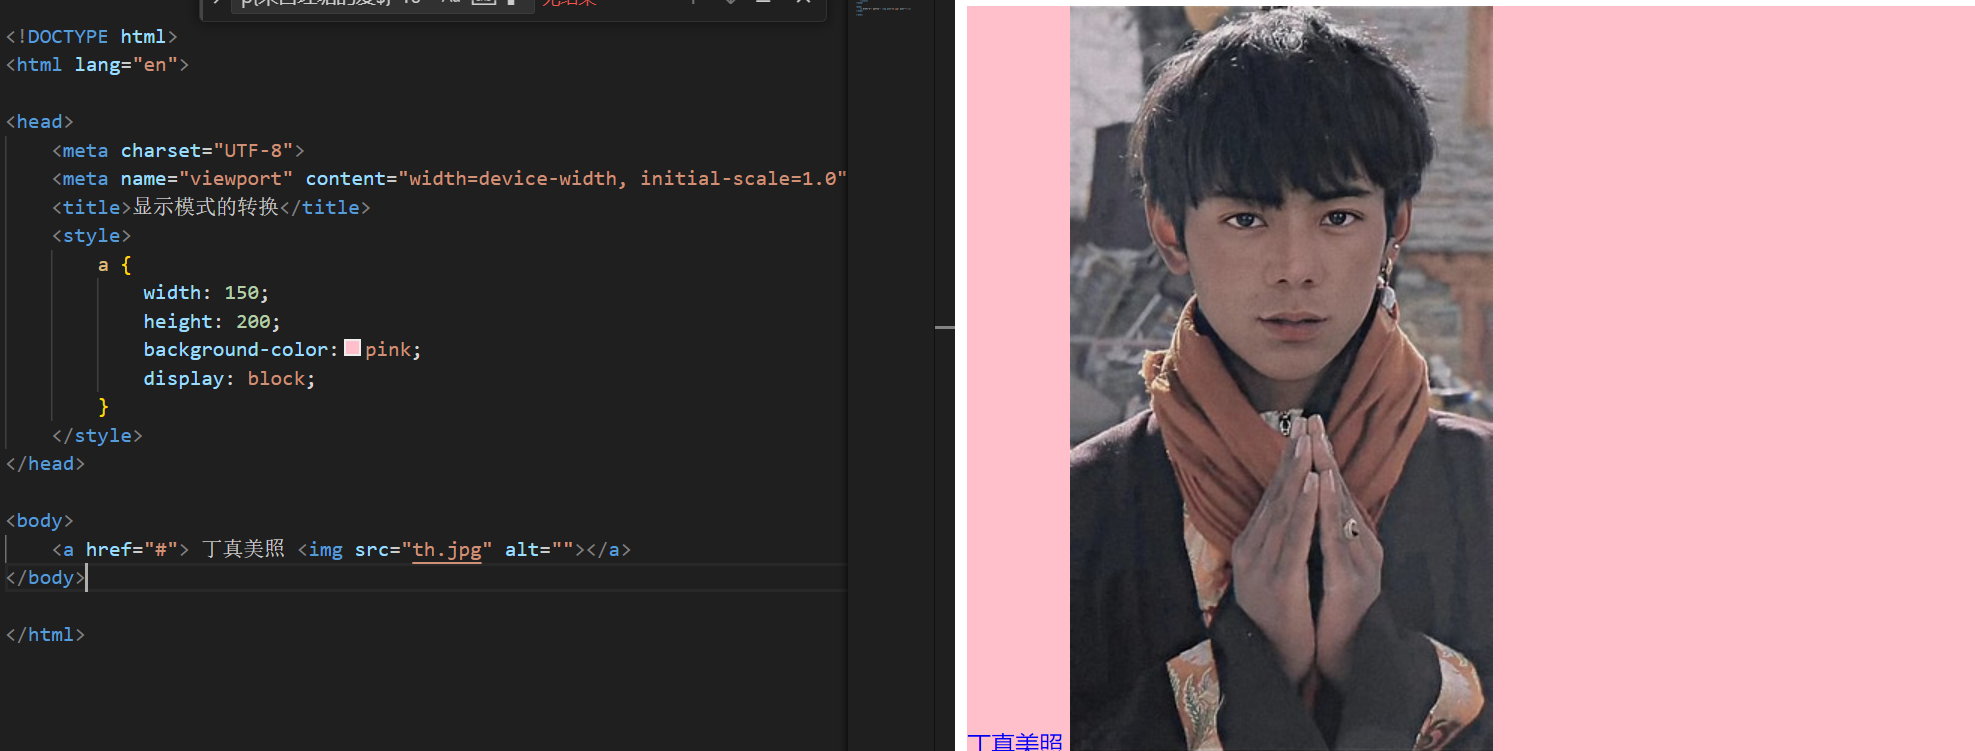 <!DOCTYPE html>
<html lang="en">
<head>
<meta charset="UTF-8">
<meta name="viewport" content="width=device-width, initial-scale=1.0"
<title>显示模式的转换</title>
<style>
a {
width: 150;
height: 200;
background-color: pink;
display: block;
}
</style>
</head>
<body>
<a href="#"> 丁真美照 <img src="th.jpg" alt=""></a>
</body>
</html>
丁真美照